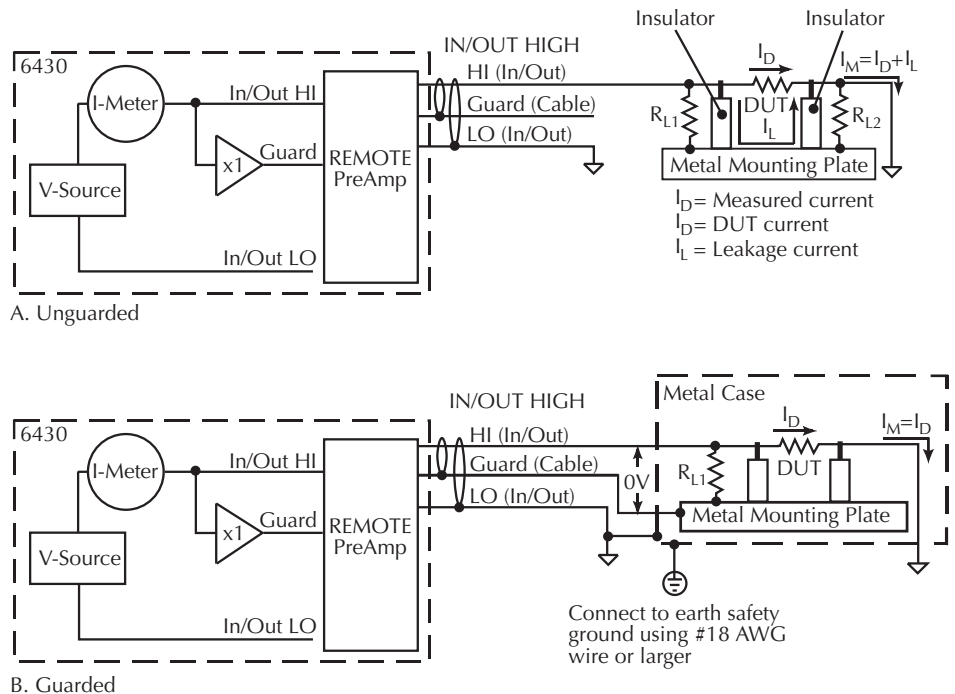 Insulator
Insulator
IN/OUT HIGH
6430
I-Meter
V-Source
In/Out HI
x1
Guard
REMOTE
PreAmp
In/Out LO
HI (In/Out)
Guard (Cable)
LO (In/Out)
I_D
I_M=I_D+I_L
R_L1
DUT
I_L
R_L2
Metal Mounting Plate
I_D= Measured current
I_D= DUT current
I_L = Leakage current
A. Unguarded
IN/OUT HIGH
6430
I-Meter
V-Source
In/Out HI
x1
Guard
REMOTE
PreAmp
In/Out LO
HI (In/Out)
Guard (Cable)
LO (In/Out)
0V
Metal Case
I_D
I_M=I_D
R_L1
DUT
Metal Mounting Plate
Connect to earth safety
ground using #18 AWG
wire or larger
B. Guarded